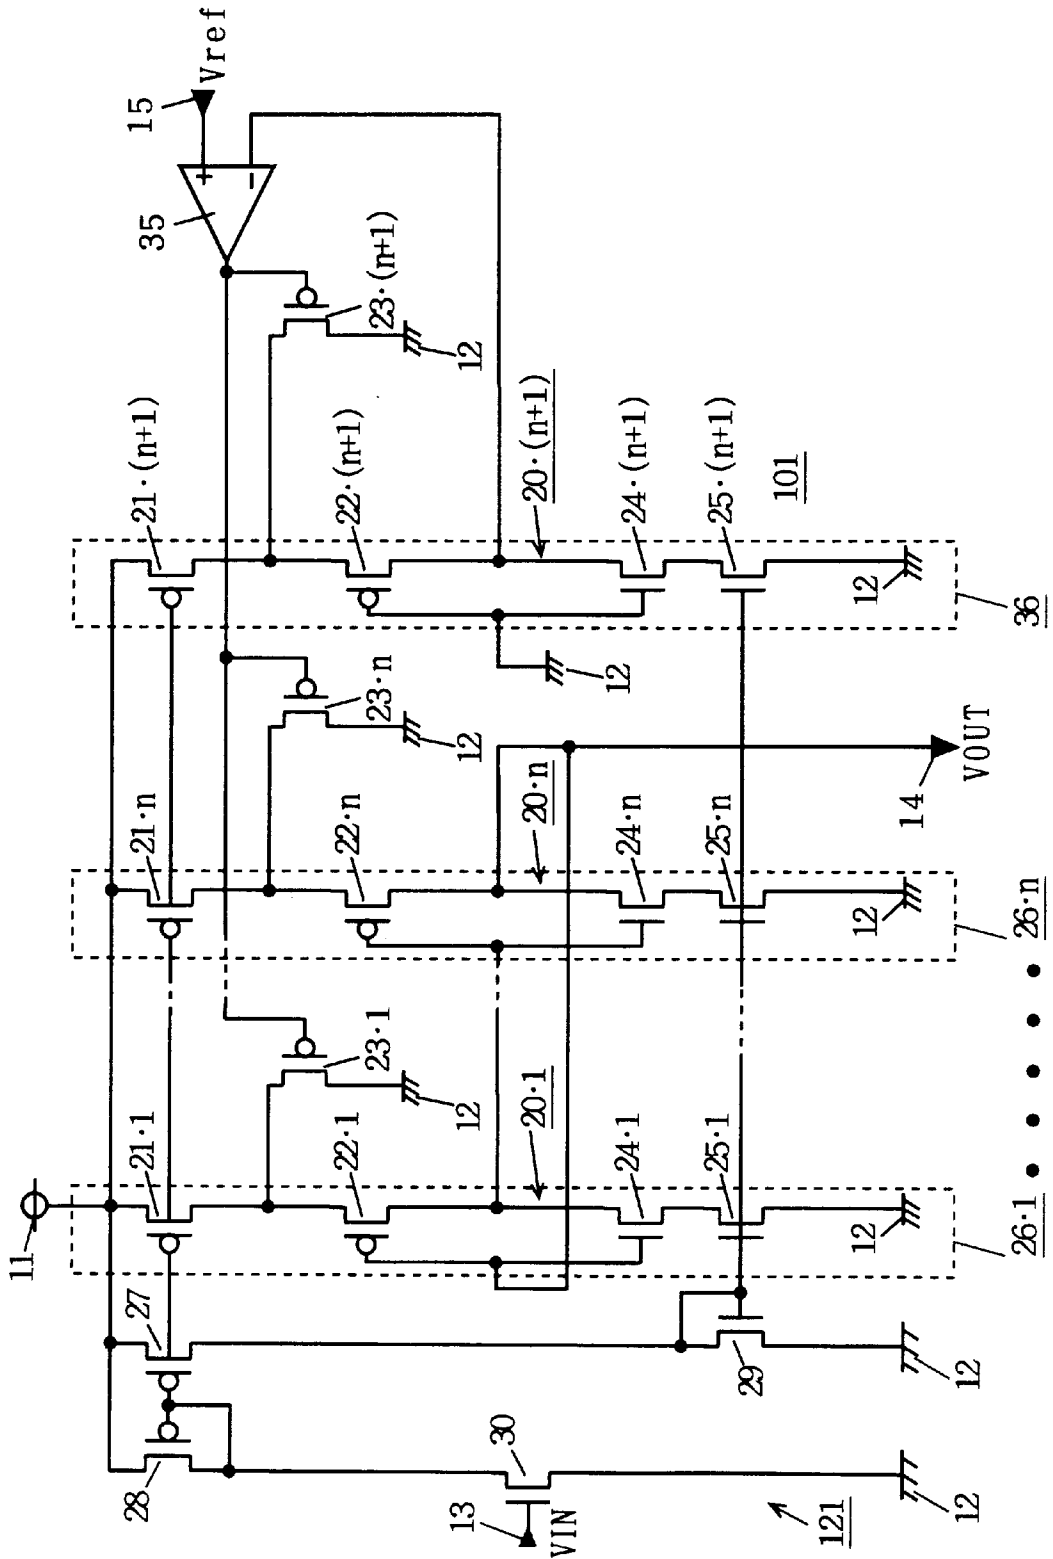 11
28
27
21·1
21·n
21·(n+1)
35
15
Vref
22·1
23·1
22·n
23·n
22·(n+1)
23·(n+1)
12
12
12
13
VIN
30
20·1
20·n
12
20·(n+1)
24·1
24·n
24·(n+1)
29
25·1
25·n
25·(n+1)
101
121
12
12
12
12
14
VOUT
12
26·1
26·n
36
+
−